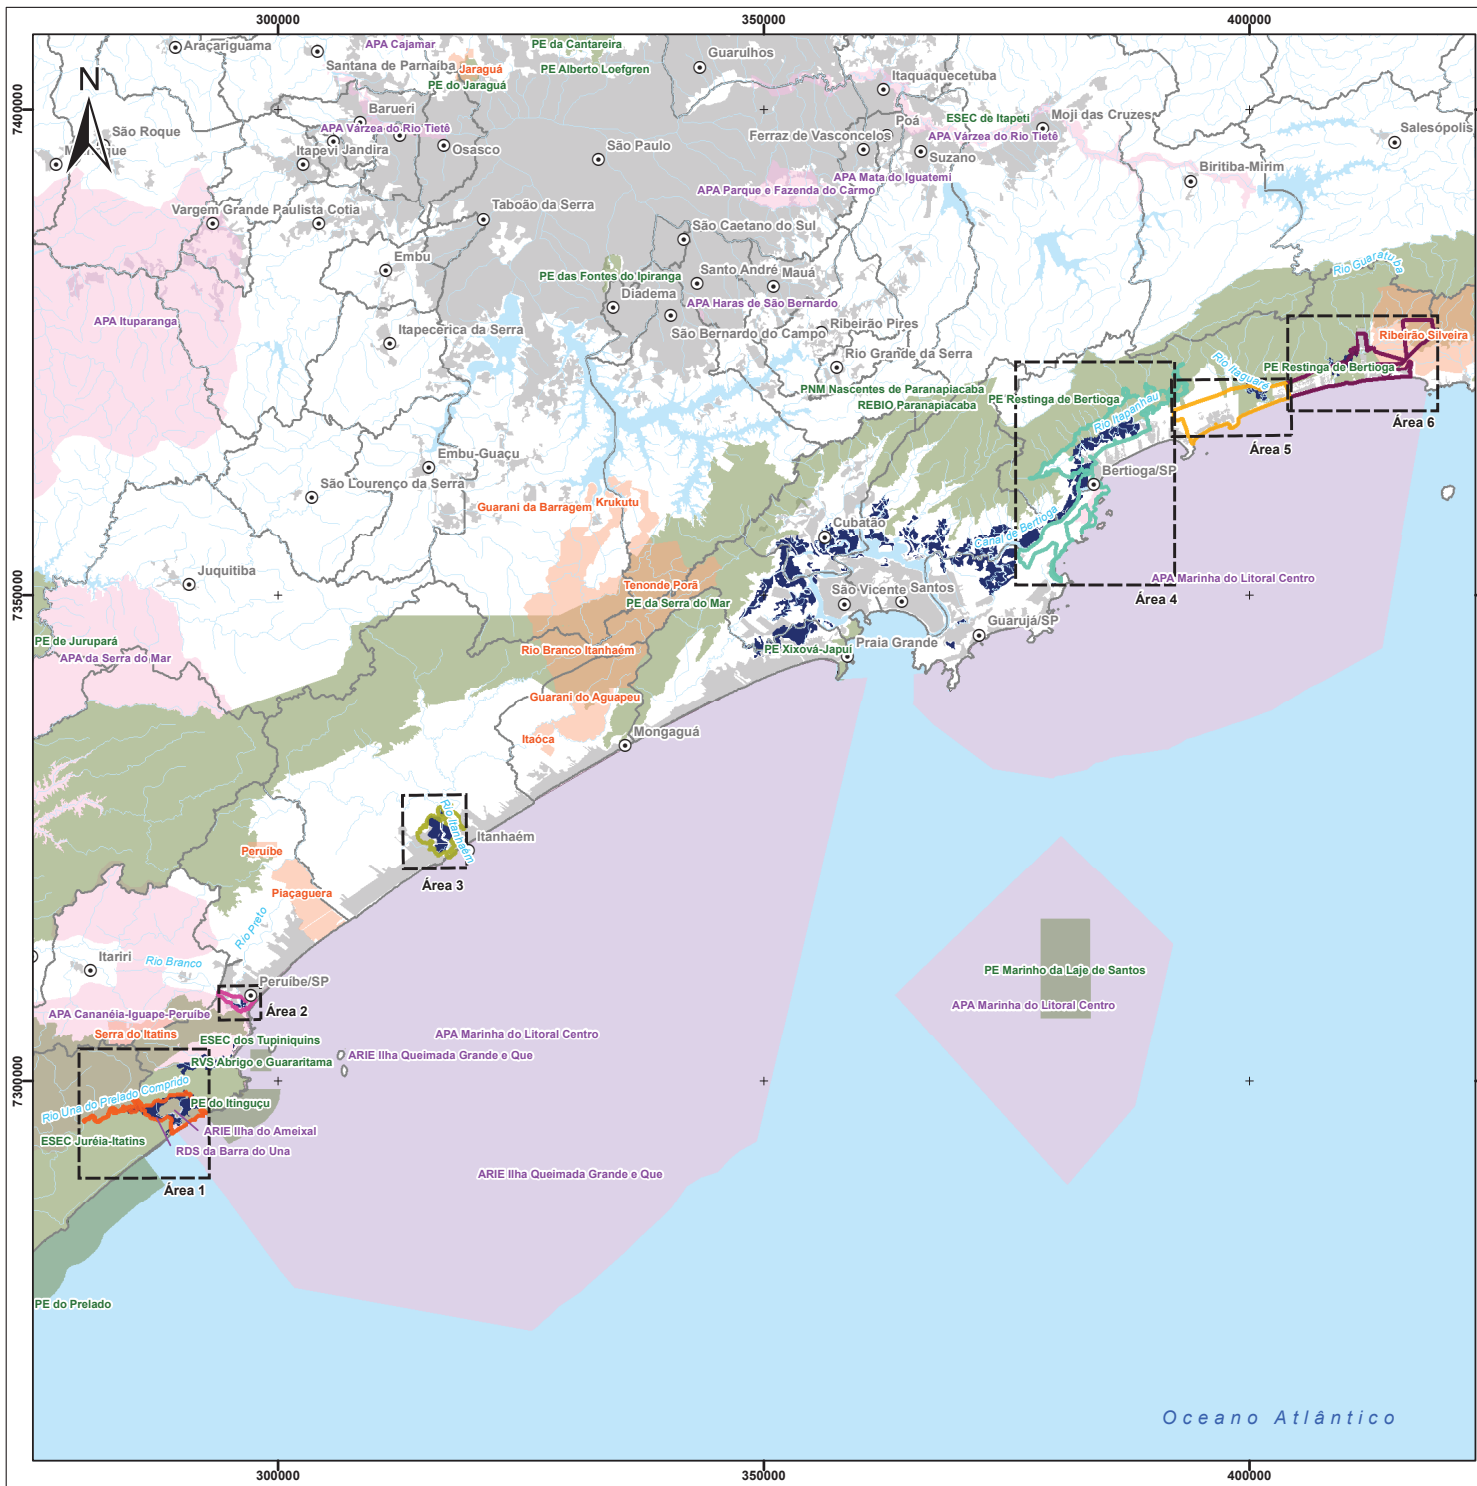 300000
350000
400000
Araçariguama
APA Cajamar
PE da Cantareira
Guarulhos
Santana de Parnaíba
Jaraguá
PE Alberto Loefgren
PE do Jaraguá
Itaquaquecetuba
7400000
N
Barueri
APA Várzea do Rio Tietê
ESEC de Itapeti
Moji das Cruzes
Poá
São Roque
Ferraz de Vasconcelos
APA Várzea do Rio Tietê
Salesópolis
Itapevi
Jandira
Osasco
São Paulo
Suzano
Biritiba-Mirim
APA Mata do Iguatemi
APA Parque e Fazenda do Carmo
Vargem Grande Paulista
Cotia
Taboão da Serra
São Caetano do Sul
Embu
PE das Fontes do Ipiranga
Santo André
Mauá
Rio Guaratuba
Diadema
APA Haras de São Bernardo
APA Ituparanga
Itapecerica da Serra
São Bernardo do Campo
Ribeirão Pires
Ribeirão Silveira
Rio Grande da Serra
Rio Itaguaré
PE Restinga de Bertioga
PNM Nascentes de Paranapiacaba
REBIO Paranapiacaba
PE Restinga de Bertioga
Rio Itapanhau
Área 6
Área 5
Embu-Guaçu
São Lourenço da Serra
Bertioga/SP
Guarani da Barragem
Krukutu
Cubatão
Canal de Bertioga
Juquitiba
Tenonde Porã
APA Marinha do Litoral Centro
7350000
São Vicente
Santos
Área 4
PE da Serra do Mar
Guarujá/SP
PE de Jurupará
APA da Serra do Mar
Rio Branco Itanhaém
PE Xixová-Japuí
Praia Grande
Guarani do Aguapeu
Itaóca
Mongaguá
Rio Itanhaém
Itanhaém
Peruíbe
Área 3
Piaçaguera
Rio Preto
Itariri
Rio Branco
Peruíbe/SP
PE Marinho da Laje de Santos
APA Marinha do Litoral Centro
APA Cananéia-Iguape-Peruíbe
Área 2
Serra do Itatins
ESEC dos Tupiniquins
APA Marinha do Litoral Centro
RVS Abrigo e Guararitama
ARIE Ilha Queimada Grande e Que
7300000
Rio Una do Prelado Comprido
PE do Itinguçu
ESEC Juréia-Itatins
ARIE Ilha do Ameixal
RDS da Barra do Una
ARIE Ilha Queimada Grande e Que
Área 1
PE do Prelado
Oceano Atlântico
300000
350000
400000